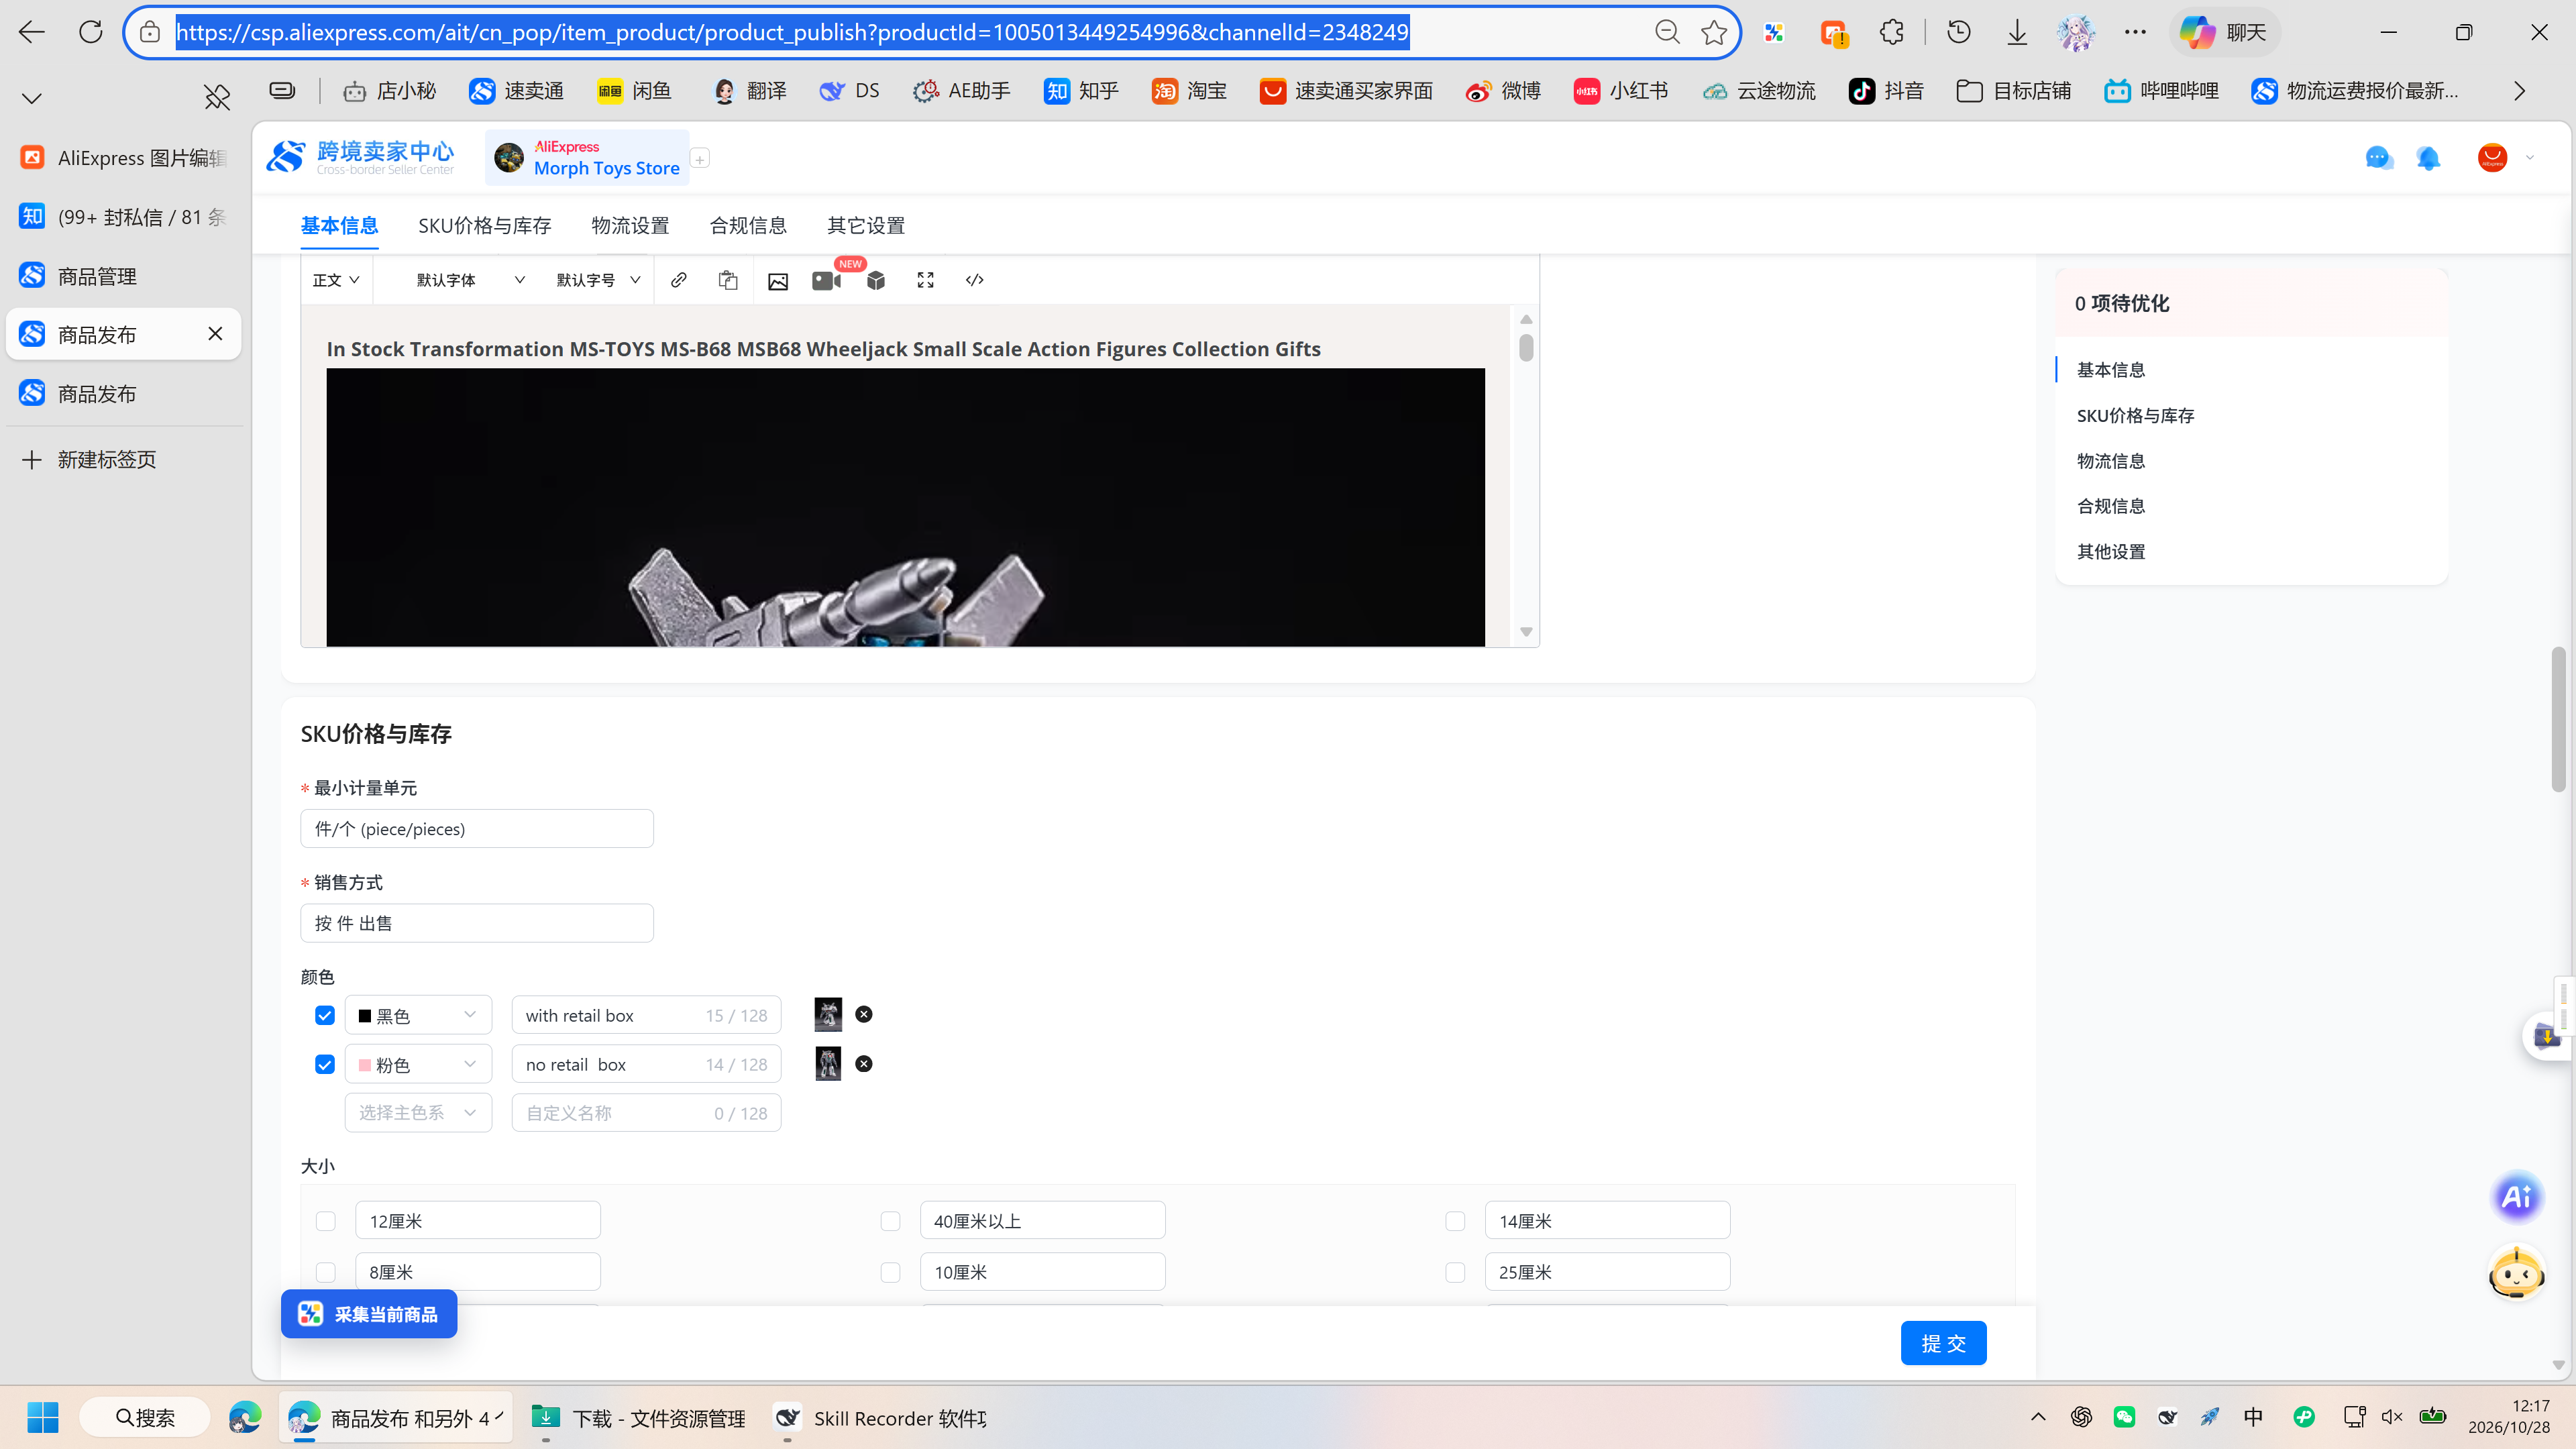 https://csp.aliexpress.com/ait/cn_pop/item_product/product_publish?productId=1005013449254996&channelId=2348249
聊天
店小秘
速卖通
闲鱼
翻译
DS
AE助手
知乎
淘宝
速卖通买家界面
微博
小红书
云途物流
抖音
目标店铺
哔哩哔哩
物流运费报价最新...
AliExpress 图片编辑
(99+ 封私信 / 81 条
商品管理
商品发布
商品发布
新建标签页
跨境卖家中心
Cross-border Seller Center
AliExpress
Morph Toys Store
基本信息
SKU价格与库存
物流设置
合规信息
其它设置
正文
默认字体
默认字号
NEW
In Stock Transformation MS-TOYS MS-B68 MSB68 Wheeljack Small Scale Action Figures Collection Gifts
0 项待优化
基本信息
SKU价格与库存
物流信息
合规信息
其他设置
SKU价格与库存
* 最小计量单元
件/个 (piece/pieces)
* 销售方式
按 件 出售
颜色
黑色
with retail box
15 / 128
粉色
no retail  box
14 / 128
选择主色系
自定义名称
0 / 128
大小
12厘米
40厘米以上
14厘米
8厘米
10厘米
25厘米
采集当前商品
提 交
Ai
搜索
商品发布 和另外 4
下载 - 文件资源管理
Skill Recorder 软件
中
12:17
2026/10/28